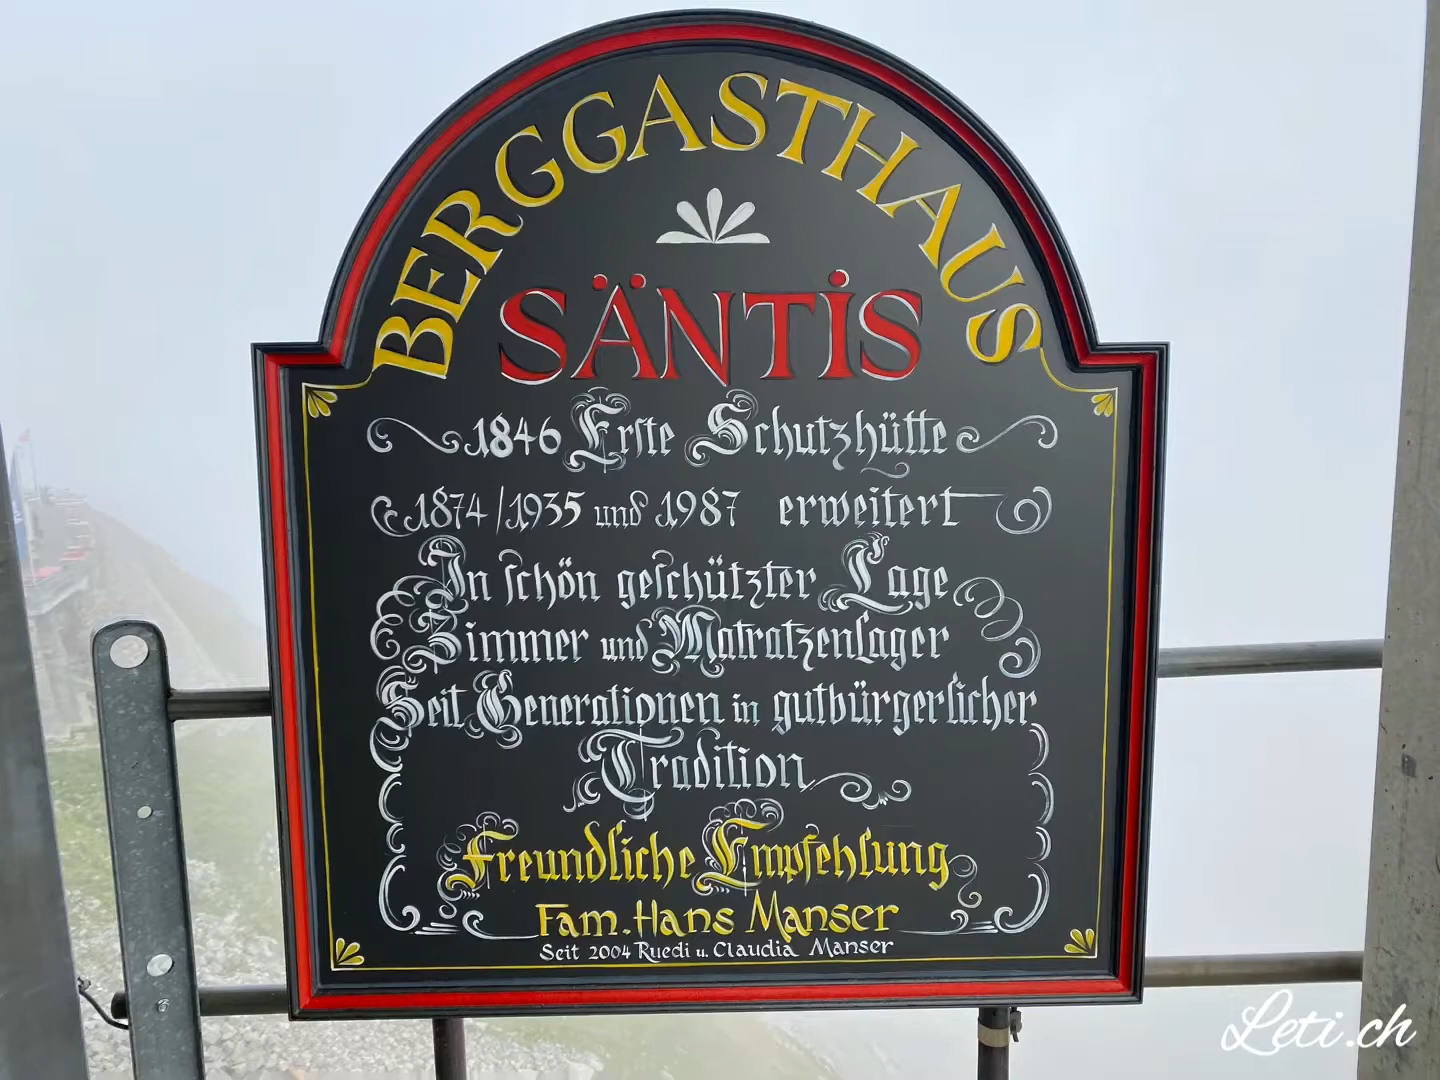 BERGGASTHAUS
SÄNTIS
1846 Erste Schutzhütte
1874/1935 und 1987 erweitert
In schön geschützter Lage
Zimmer und Matratzenlager
Seit Generationen in gutbürgerlicher
Tradition
Freundliche Empfehlung
Fam. Hans Manser
Seit 2004 Ruedi u. Claudia Manser
Leti.ch